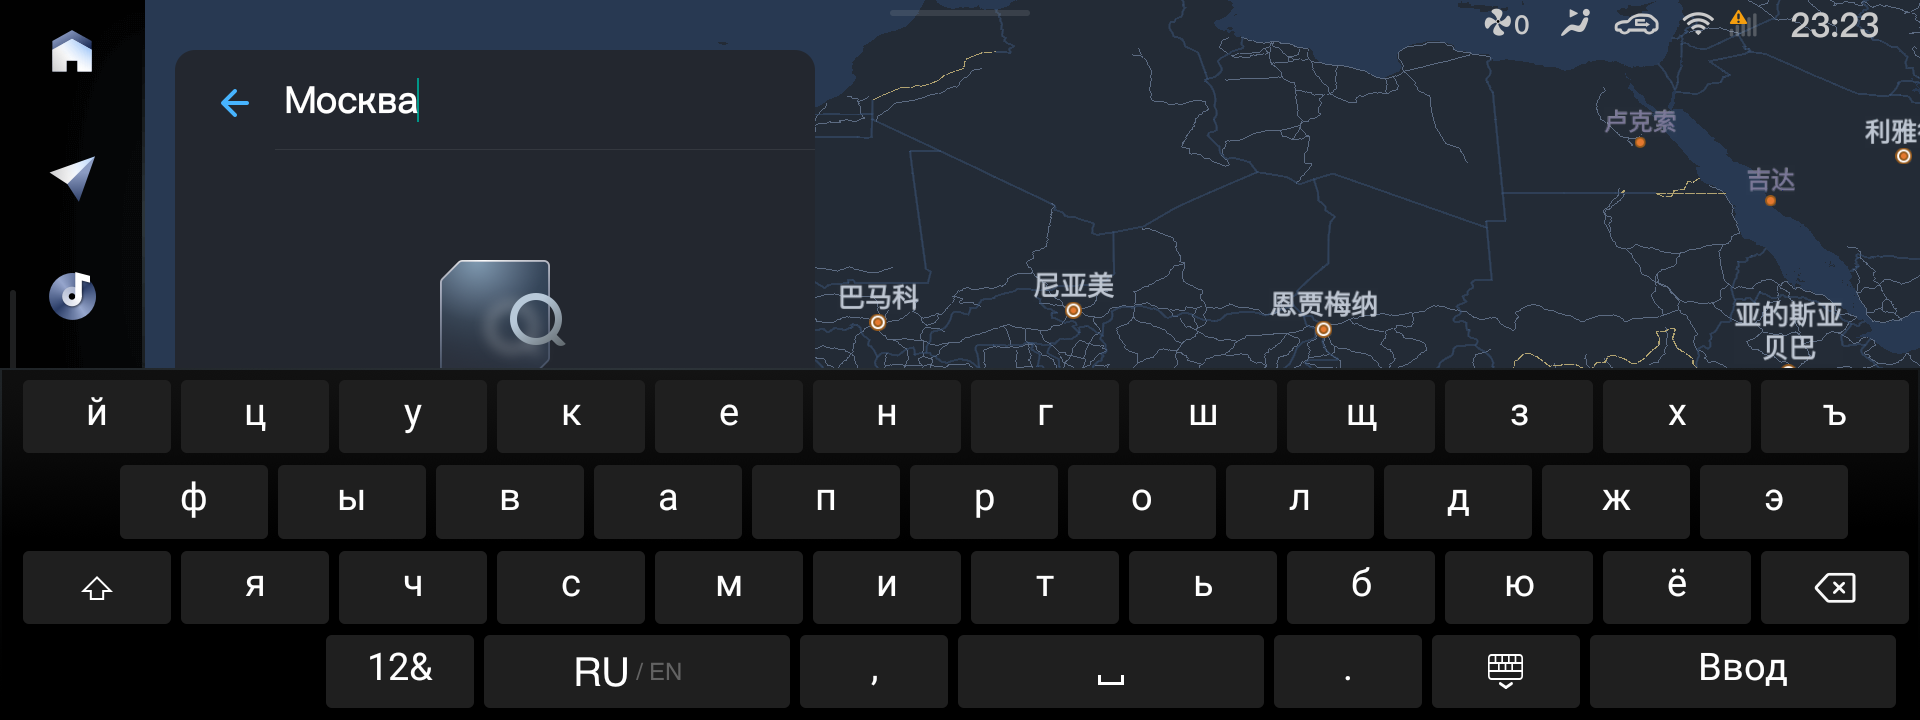 0 23:23
Москва
卢克索
利雅
吉达
尼亚美
巴马科
恩贾梅纳
亚的斯亚
贝巴
й ц у к е н г ш щ з х ъ
ф ы в а п р о л д ж э
я ч с м и т ь б ю ё
12& RU / EN , . Ввод